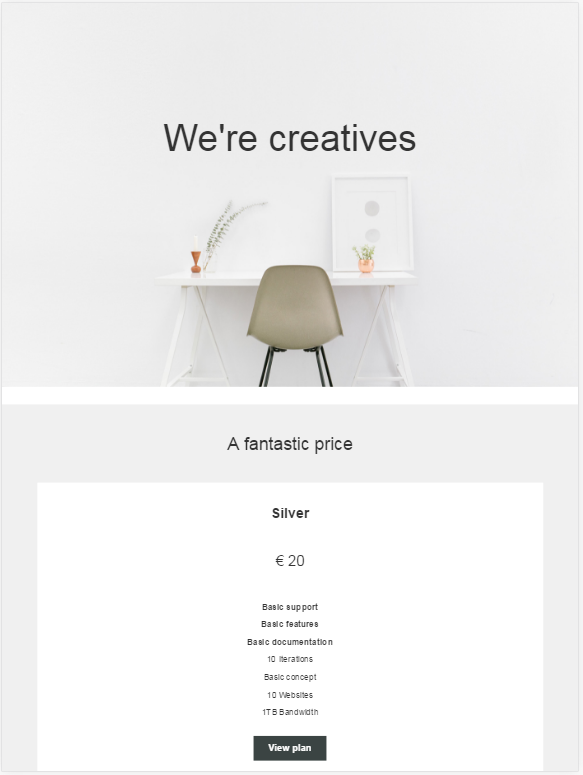 We're creatives
A fantastic price
Silver
€ 20
Basic support
Basic features
Basic documentation
10 Iterations
Basic concept
10 Websites
1TB Bandwidth
View plan